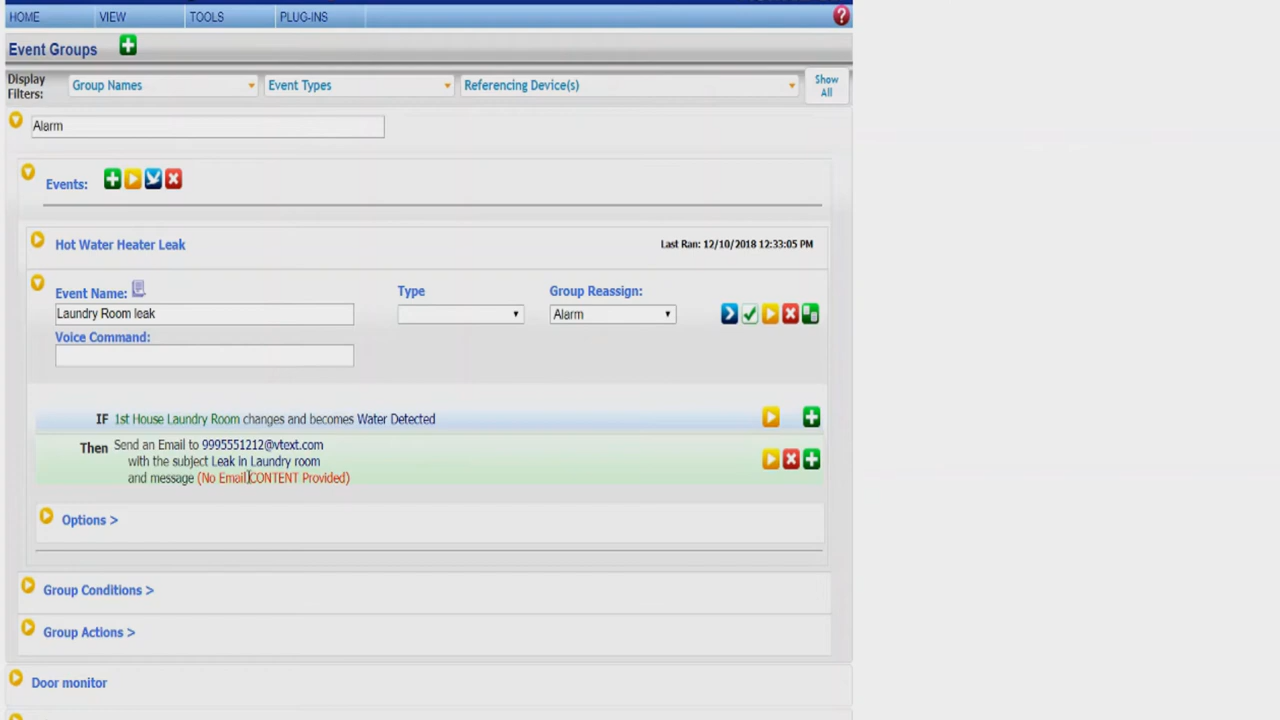 HOME VIEW TOOLS PLUG-INS ?
Event Groups
Display Filters: Group Names Event Types Referencing Device(s) Show All
Alarm
Events:
Hot Water Heater Leak Last Ran: 12/10/2018 12:33:05 PM
Event Name: Type Group Reassign:
Laundry Room leak Alarm
Voice Command:
IF 1st House Laundry Room changes and becomes Water Detected
Then Send an Email to 9995551212@vtext.com
with the subject Leak in Laundry room
and message (No Email CONTENT Provided)
Options >
Group Conditions >
Group Actions >
Door monitor